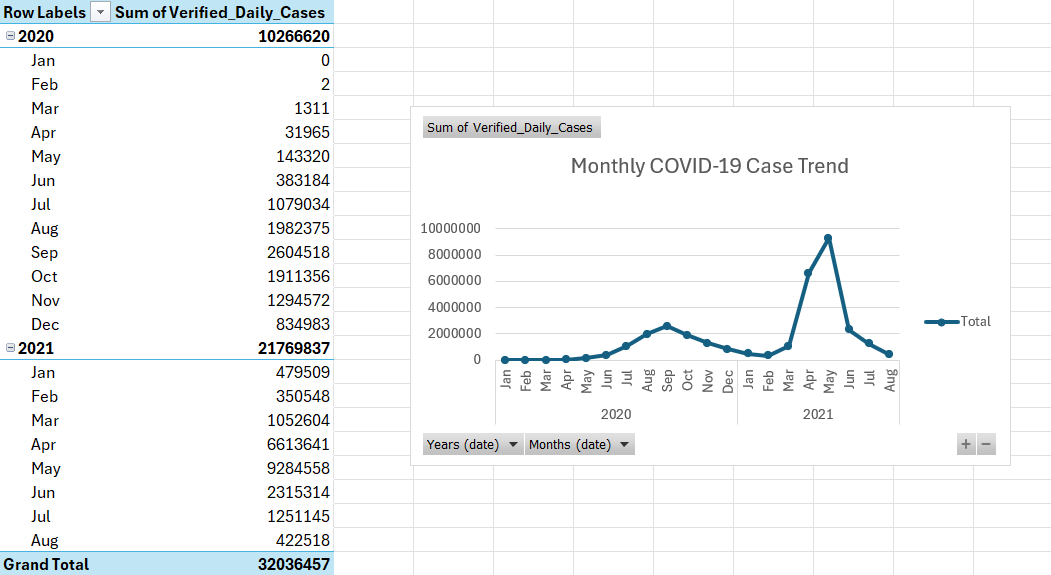 Row Labels Sum of Verified_Daily_Cases
2020 10266620
Jan 0
Feb 2
Mar 1311
Apr 31965
May 143320
Jun 383184
Jul 1079034
Aug 1982375
Sep 2604518
Oct 1911356
Nov 1294572
Dec 834983
2021 21769837
Jan 479509
Feb 350548
Mar 1052604
Apr 6613641
May 9284558
Jun 2315314
Jul 1251145
Aug 422518
Grand Total 32036457
Sum of Verified_Daily_Cases
Monthly COVID-19 Case Trend
10000000
8000000
6000000
4000000
2000000
0
Jan Feb Mar Apr May Jun Jul Aug Sep Oct Nov Dec Jan Feb Mar Apr May Jun Jul Aug
2020 2021
Total
Years (date) Months (date)
+ −